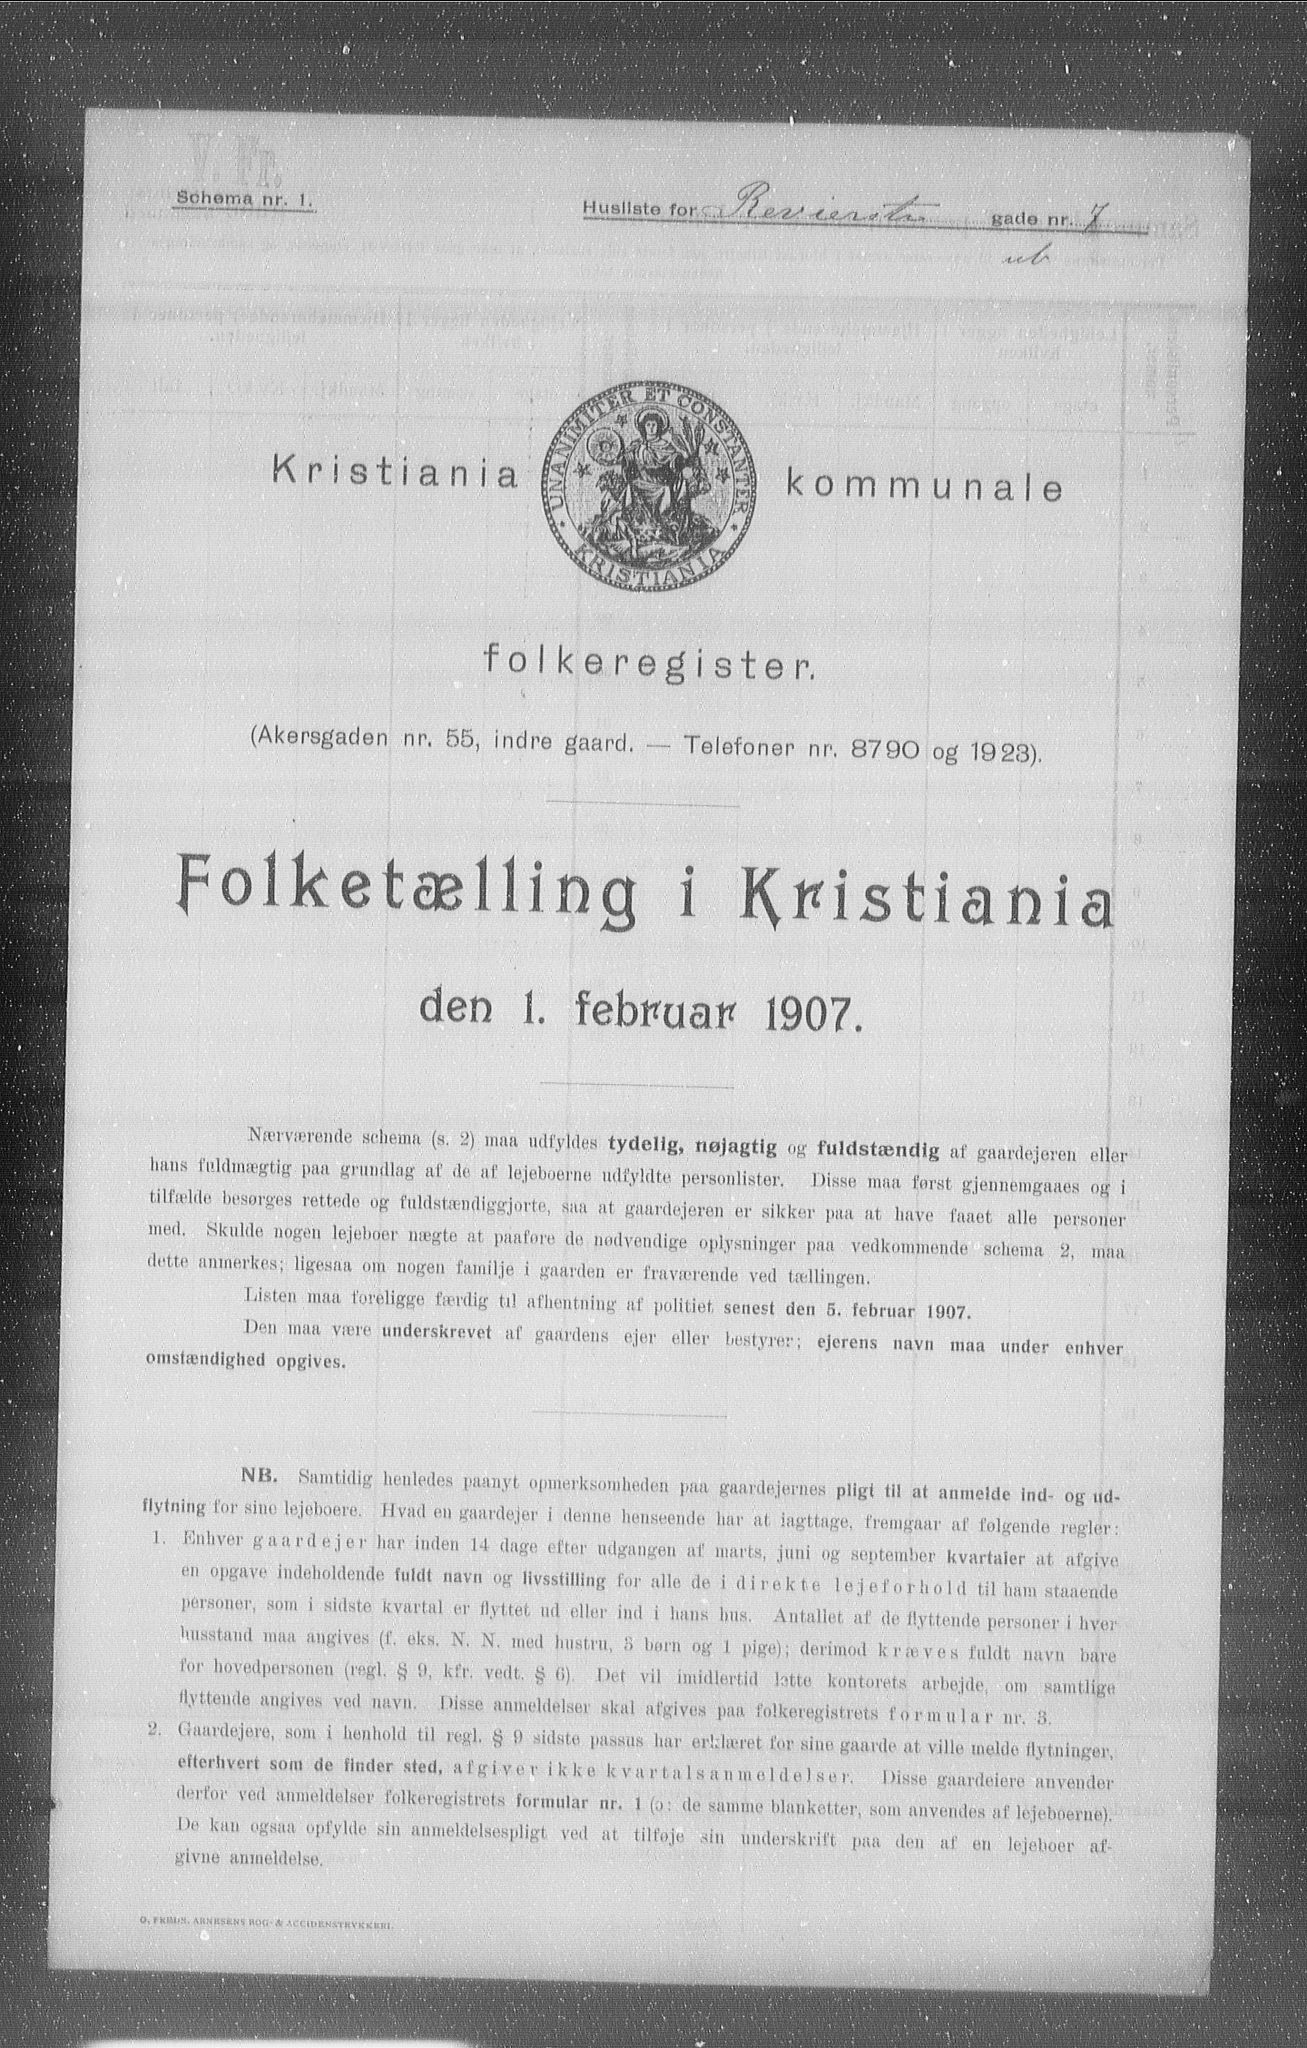 Schema nr. 1.
Husliste for Revierstr gade nr. 7
ub
UNANIMITER ET CONSTANTER
KRISTIANIA
Kristiania kommunale
folkeregister.
(Akersgaden nr. 55, indre gaard. — Telefoner nr. 8790 og 1923).
Folketælling i Kristiania
den 1. februar 1907.
Nærværende schema (s. 2) maa udfyldes tydelig, nøjagtig og fuldstændig af gaardejeren eller
hans fuldmægtig paa grundlag af de af lejeboerne udfyldte personlister. Disse maa først gjennemgaaes og i
tilfælde besørges rettede og fuldstændiggjorte, saa at gaardejeren er sikker paa at have faaet alle personer
med. Skulde nogen lejeboer nægte at paaføre de nødvendige oplysninger paa vedkommende schema 2, maa
dette anmerkes; ligesaa om nogen familje i gaarden er fraværende ved tællingen.
Listen maa foreligge færdig til afhentning af politiet senest den 5. februar 1907.
Den maa være underskrevet af gaardens ejer eller bestyrer; ejerens navn maa under enhver
omstændighed opgives.
NB. Samtidig henledes paanyt opmerksomheden paa gaardejernes pligt til at anmelde ind- og ud-
flytning for sine lejeboere. Hvad en gaardejer i denne henseende har at iagttage, fremgaar af følgende regler:
1. Enhver gaardejer har inden 14 dage efter udgangen af marts, juni og september kvartaler at afgive
en opgave indeholdende fuldt navn og livsstilling for alle de i direkte lejeforhold til ham staaende
personer, som i sidste kvartal er flyttet ud eller ind i hans hus. Antallet af de flyttende personer i hver
husstand maa angives (f. eks. N. N. med hustru, 3 børn og 1 pige); derimod kræves fuldt navn bare
for hovedpersonen (regl. § 9, kfr. vedt. § 6). Det vil imidlertid lette kontorets arbejde, om samtlige
flyttende angives ved navn. Disse anmeldelser skal afgives paa folkeregistrets formular nr. 3.
2. Gaardejere, som i henhold til regl. § 9 sidste passus har erklæret for sine gaarde at ville melde flytninger,
efterhvert som de finder sted, afgiver ikke kvartalsanmeldelser. Disse gaardeiere anvender
derfor ved anmeldelser folkeregistrets formular nr. 1 (ɔ: de samme blanketter, som anvendes af lejeboerne).
De kan ogsaa opfylde sin anmeldelsespligt ved at tilføje sin underskrift paa den af en lejeboer af-
givne anmeldelse.
O. FREDR. ARNESENS BOG- & ACCIDENSTRYKKERI.